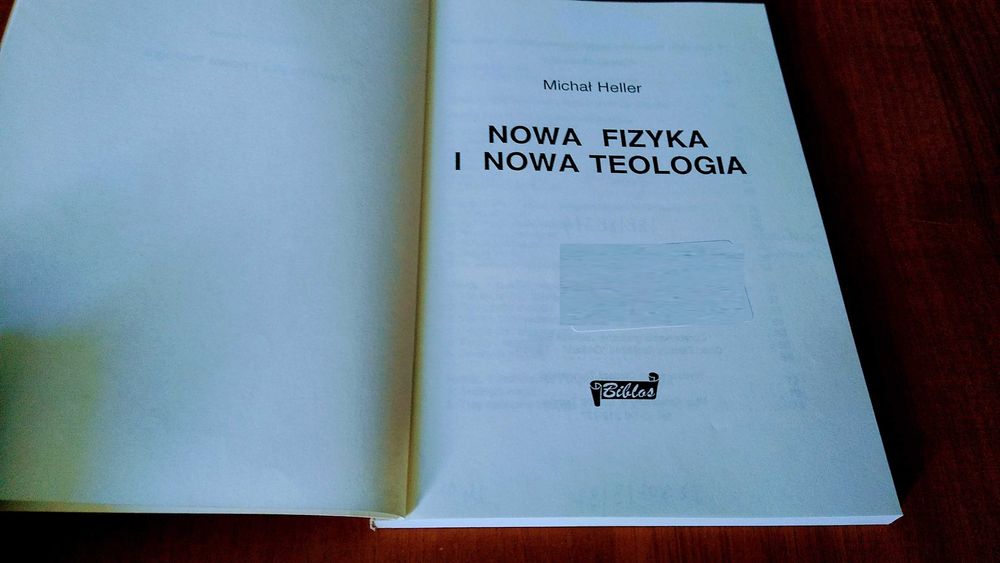 Michał Heller
NOWA FIZYKA
I NOWA TEOLOGIA
Biblos